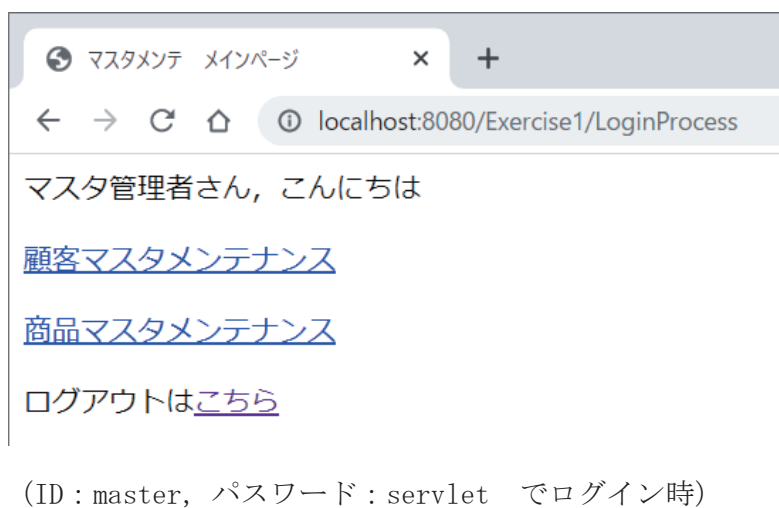 マスタメンテ　メインページ
localhost:8080/Exercise1/LoginProcess
マスタ管理者さん，こんにちは
顧客マスタメンテナンス
商品マスタメンテナンス
ログアウトはこちら
(ID：master, パスワード：servlet　でログイン時)